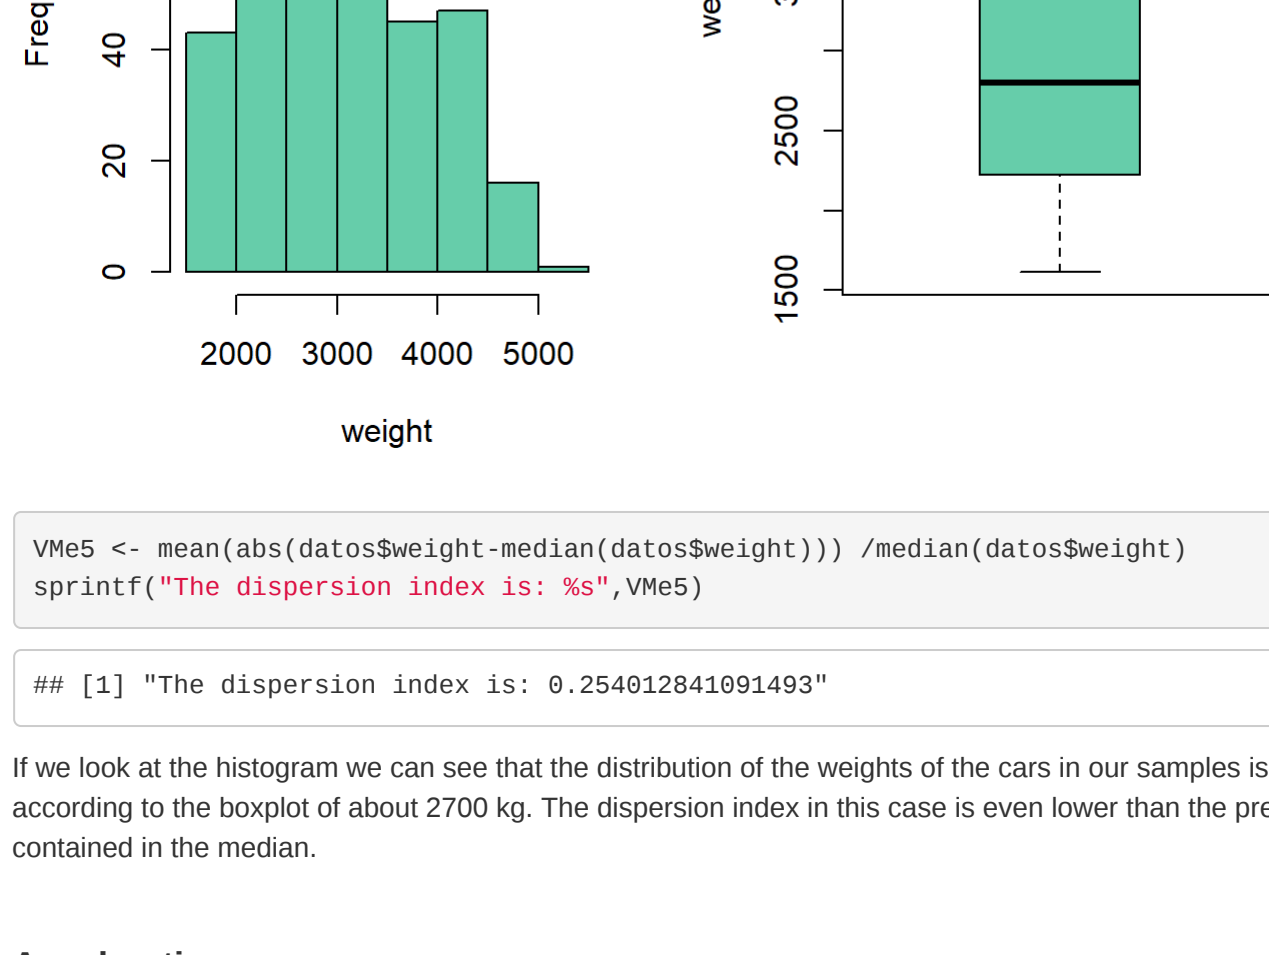 Freq
40
20
0
2000 3000 4000 5000
weight
we
2500
1500
VMe5 <- mean(abs(datos$weight-median(datos$weight))) /median(datos$weight)
sprintf("The dispersion index is: %s",VMe5)
## [1] "The dispersion index is: 0.254012841091493"
If we look at the histogram we can see that the distribution of the weights of the cars in our samples is
according to the boxplot of about 2700 kg. The dispersion index in this case is even lower than the pre
contained in the median.